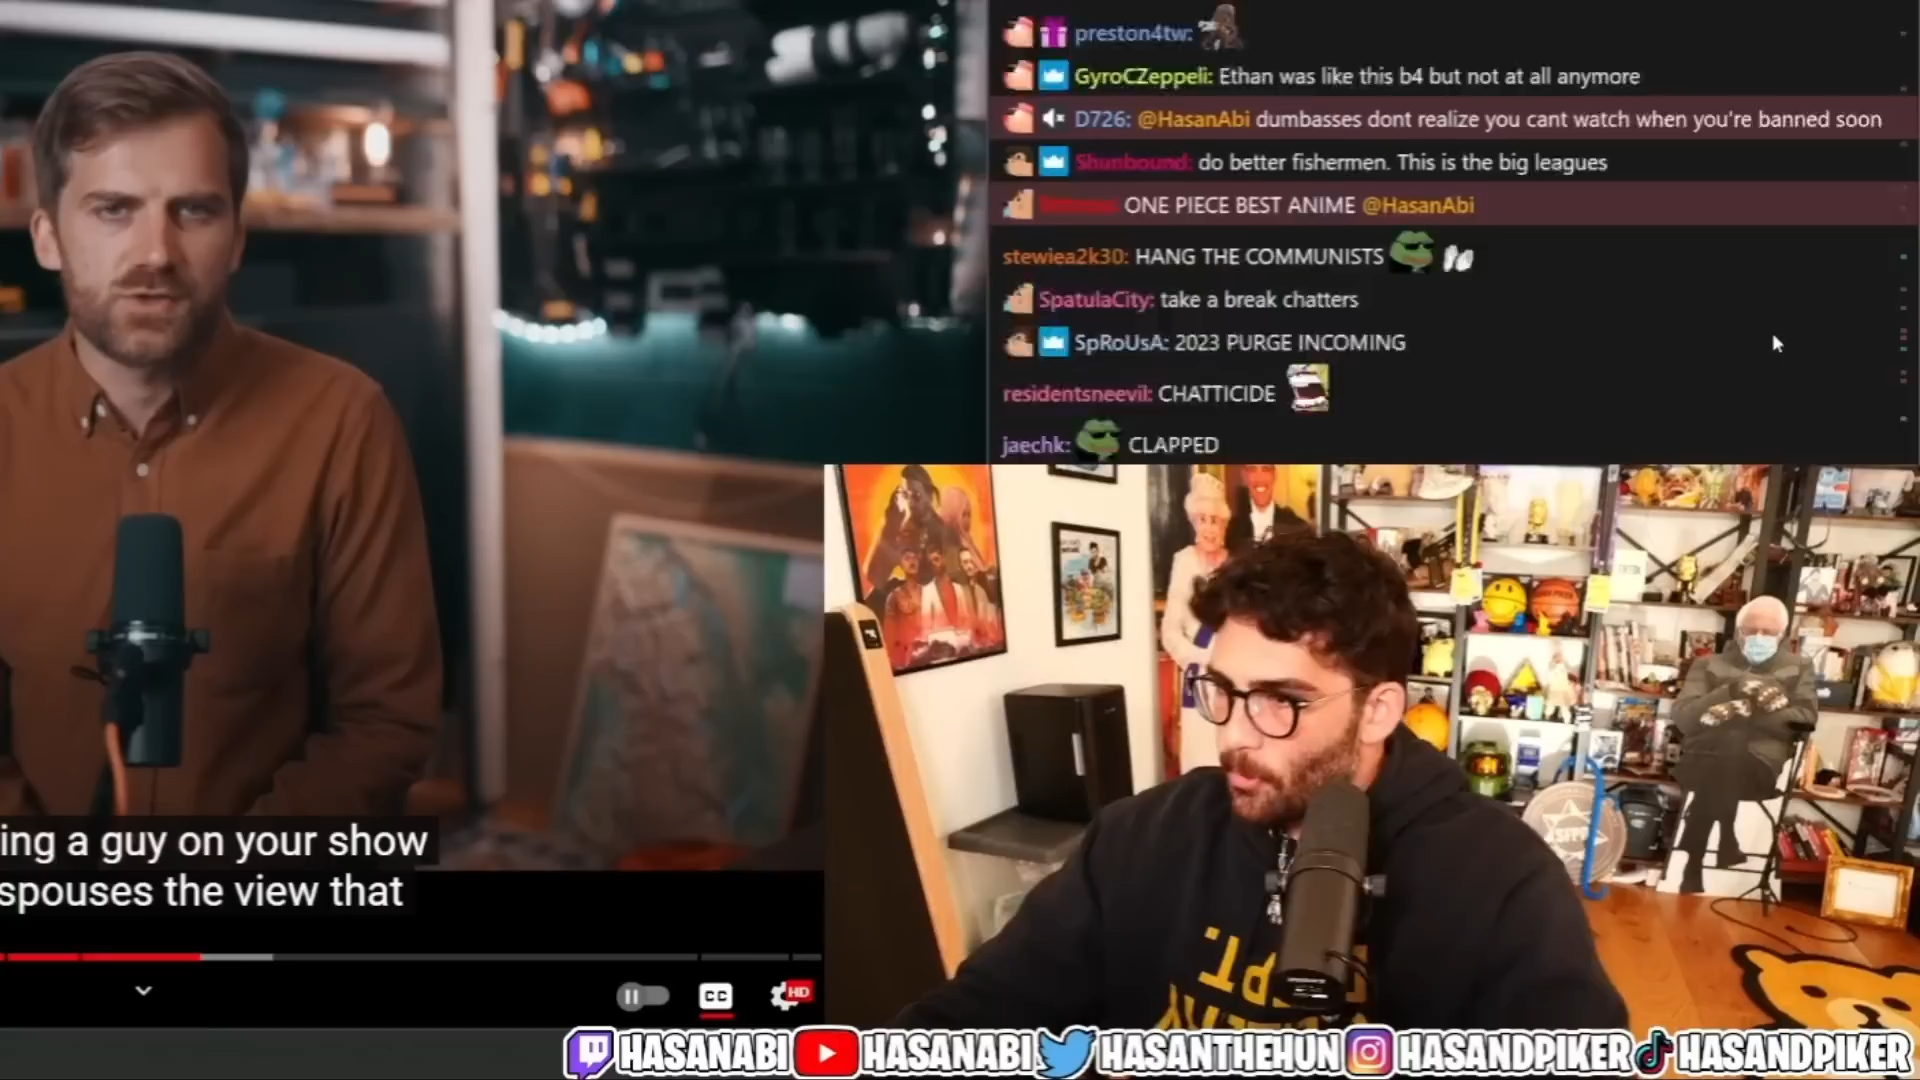 preston4tw:
GyroCZeppeli: Ethan was like this b4 but not at all anymore
D726: @HasanAbi dumbasses dont realize you cant watch when you're banned soon
Shunbound: do better fishermen. This is the big leagues
ONE PIECE BEST ANIME @HasanAbi
stewiea2k30: HANG THE COMMUNISTS
SpatulaCity: take a break chatters
SpRoUsA: 2023 PURGE INCOMING
residentsneevil: CHATTICIDE
jaechk: CLAPPED
ing a guy on your show
spouses the view that
CC
HD
SFPP
HASANABI HASANABI HASANTHEHUN HASANDPIKER HASANDPIKER